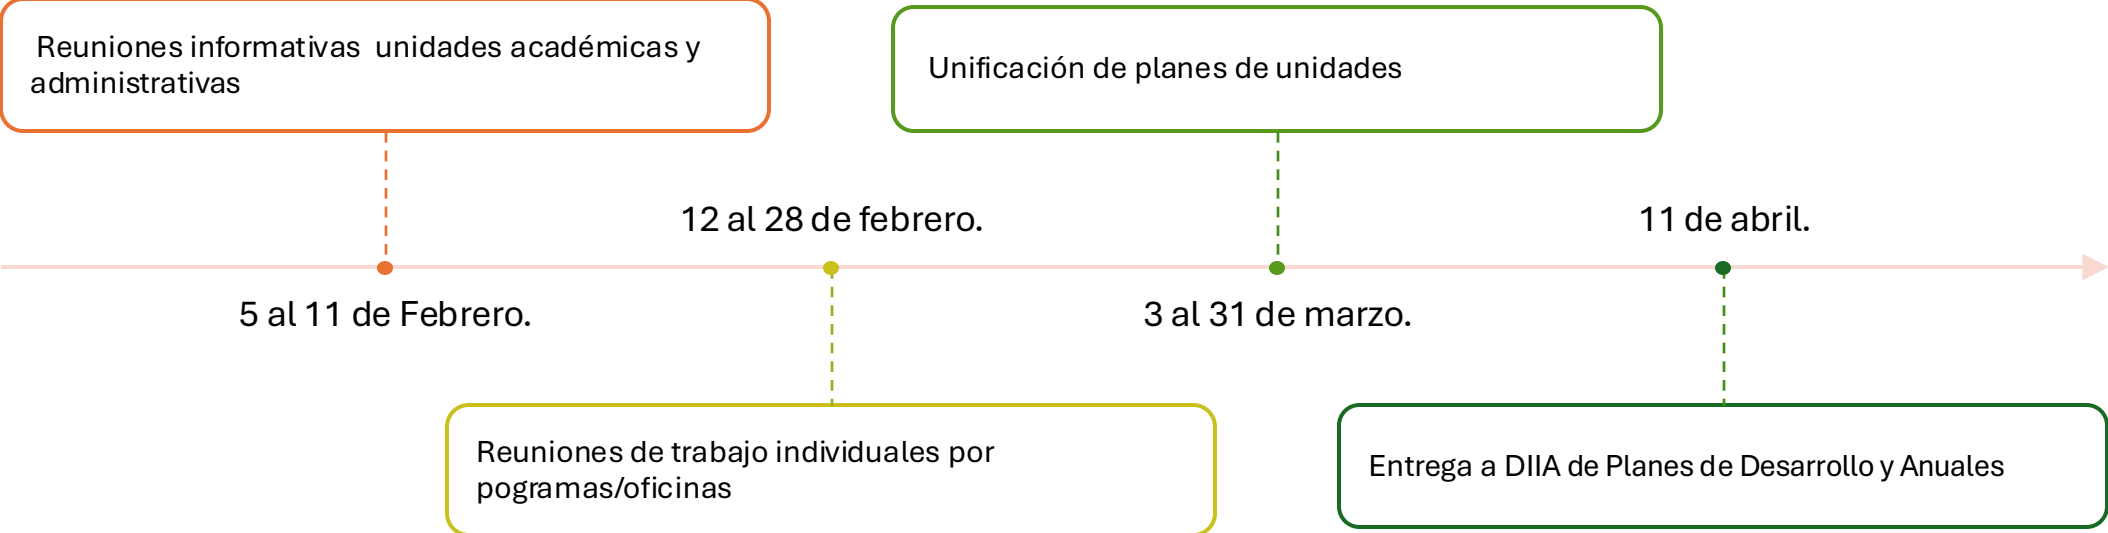 Reuniones informativas  unidades académicas y
administrativas
Unificación de planes de unidades
12 al 28 de febrero.
11 de abril.
5 al 11 de Febrero.
3 al 31 de marzo.
Reuniones de trabajo individuales por
pogramas/oficinas
Entrega a DIIA de Planes de Desarrollo y Anuales